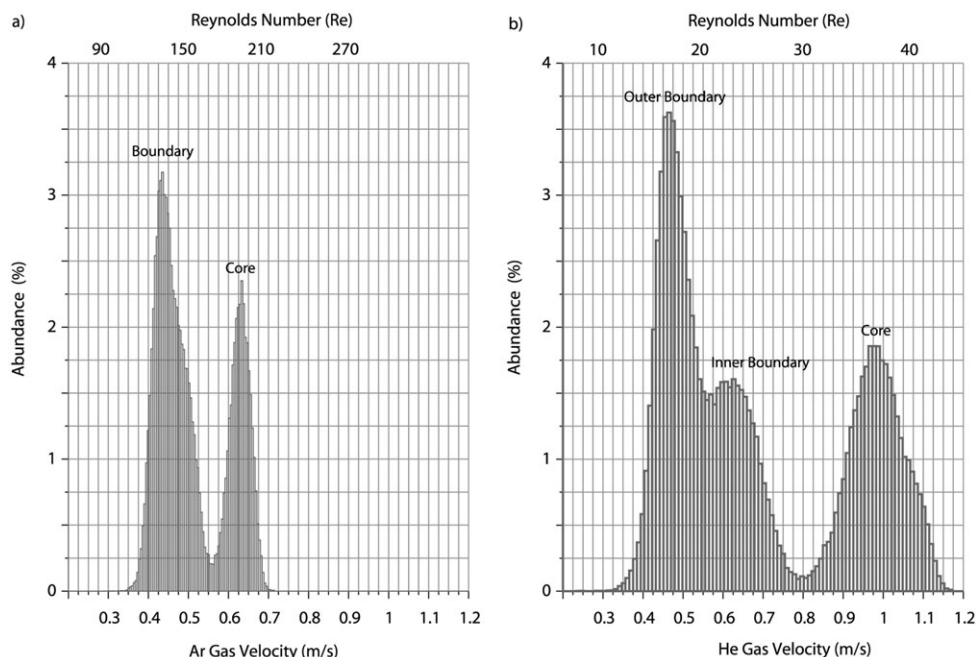 a)
Reynolds Number (Re)
90 150 210 270
4
3
2
1
0
Abundance (%)
Boundary
Core
0.3 0.4 0.5 0.6 0.7 0.8 0.9 1 1.1 1.2
Ar Gas Velocity (m/s)
b)
Reynolds Number (Re)
10 20 30 40
4
3
2
1
0
Abundance (%)
Outer Boundary
Inner Boundary
Core
0.3 0.4 0.5 0.6 0.7 0.8 0.9 1 1.1 1.2
He Gas Velocity (m/s)